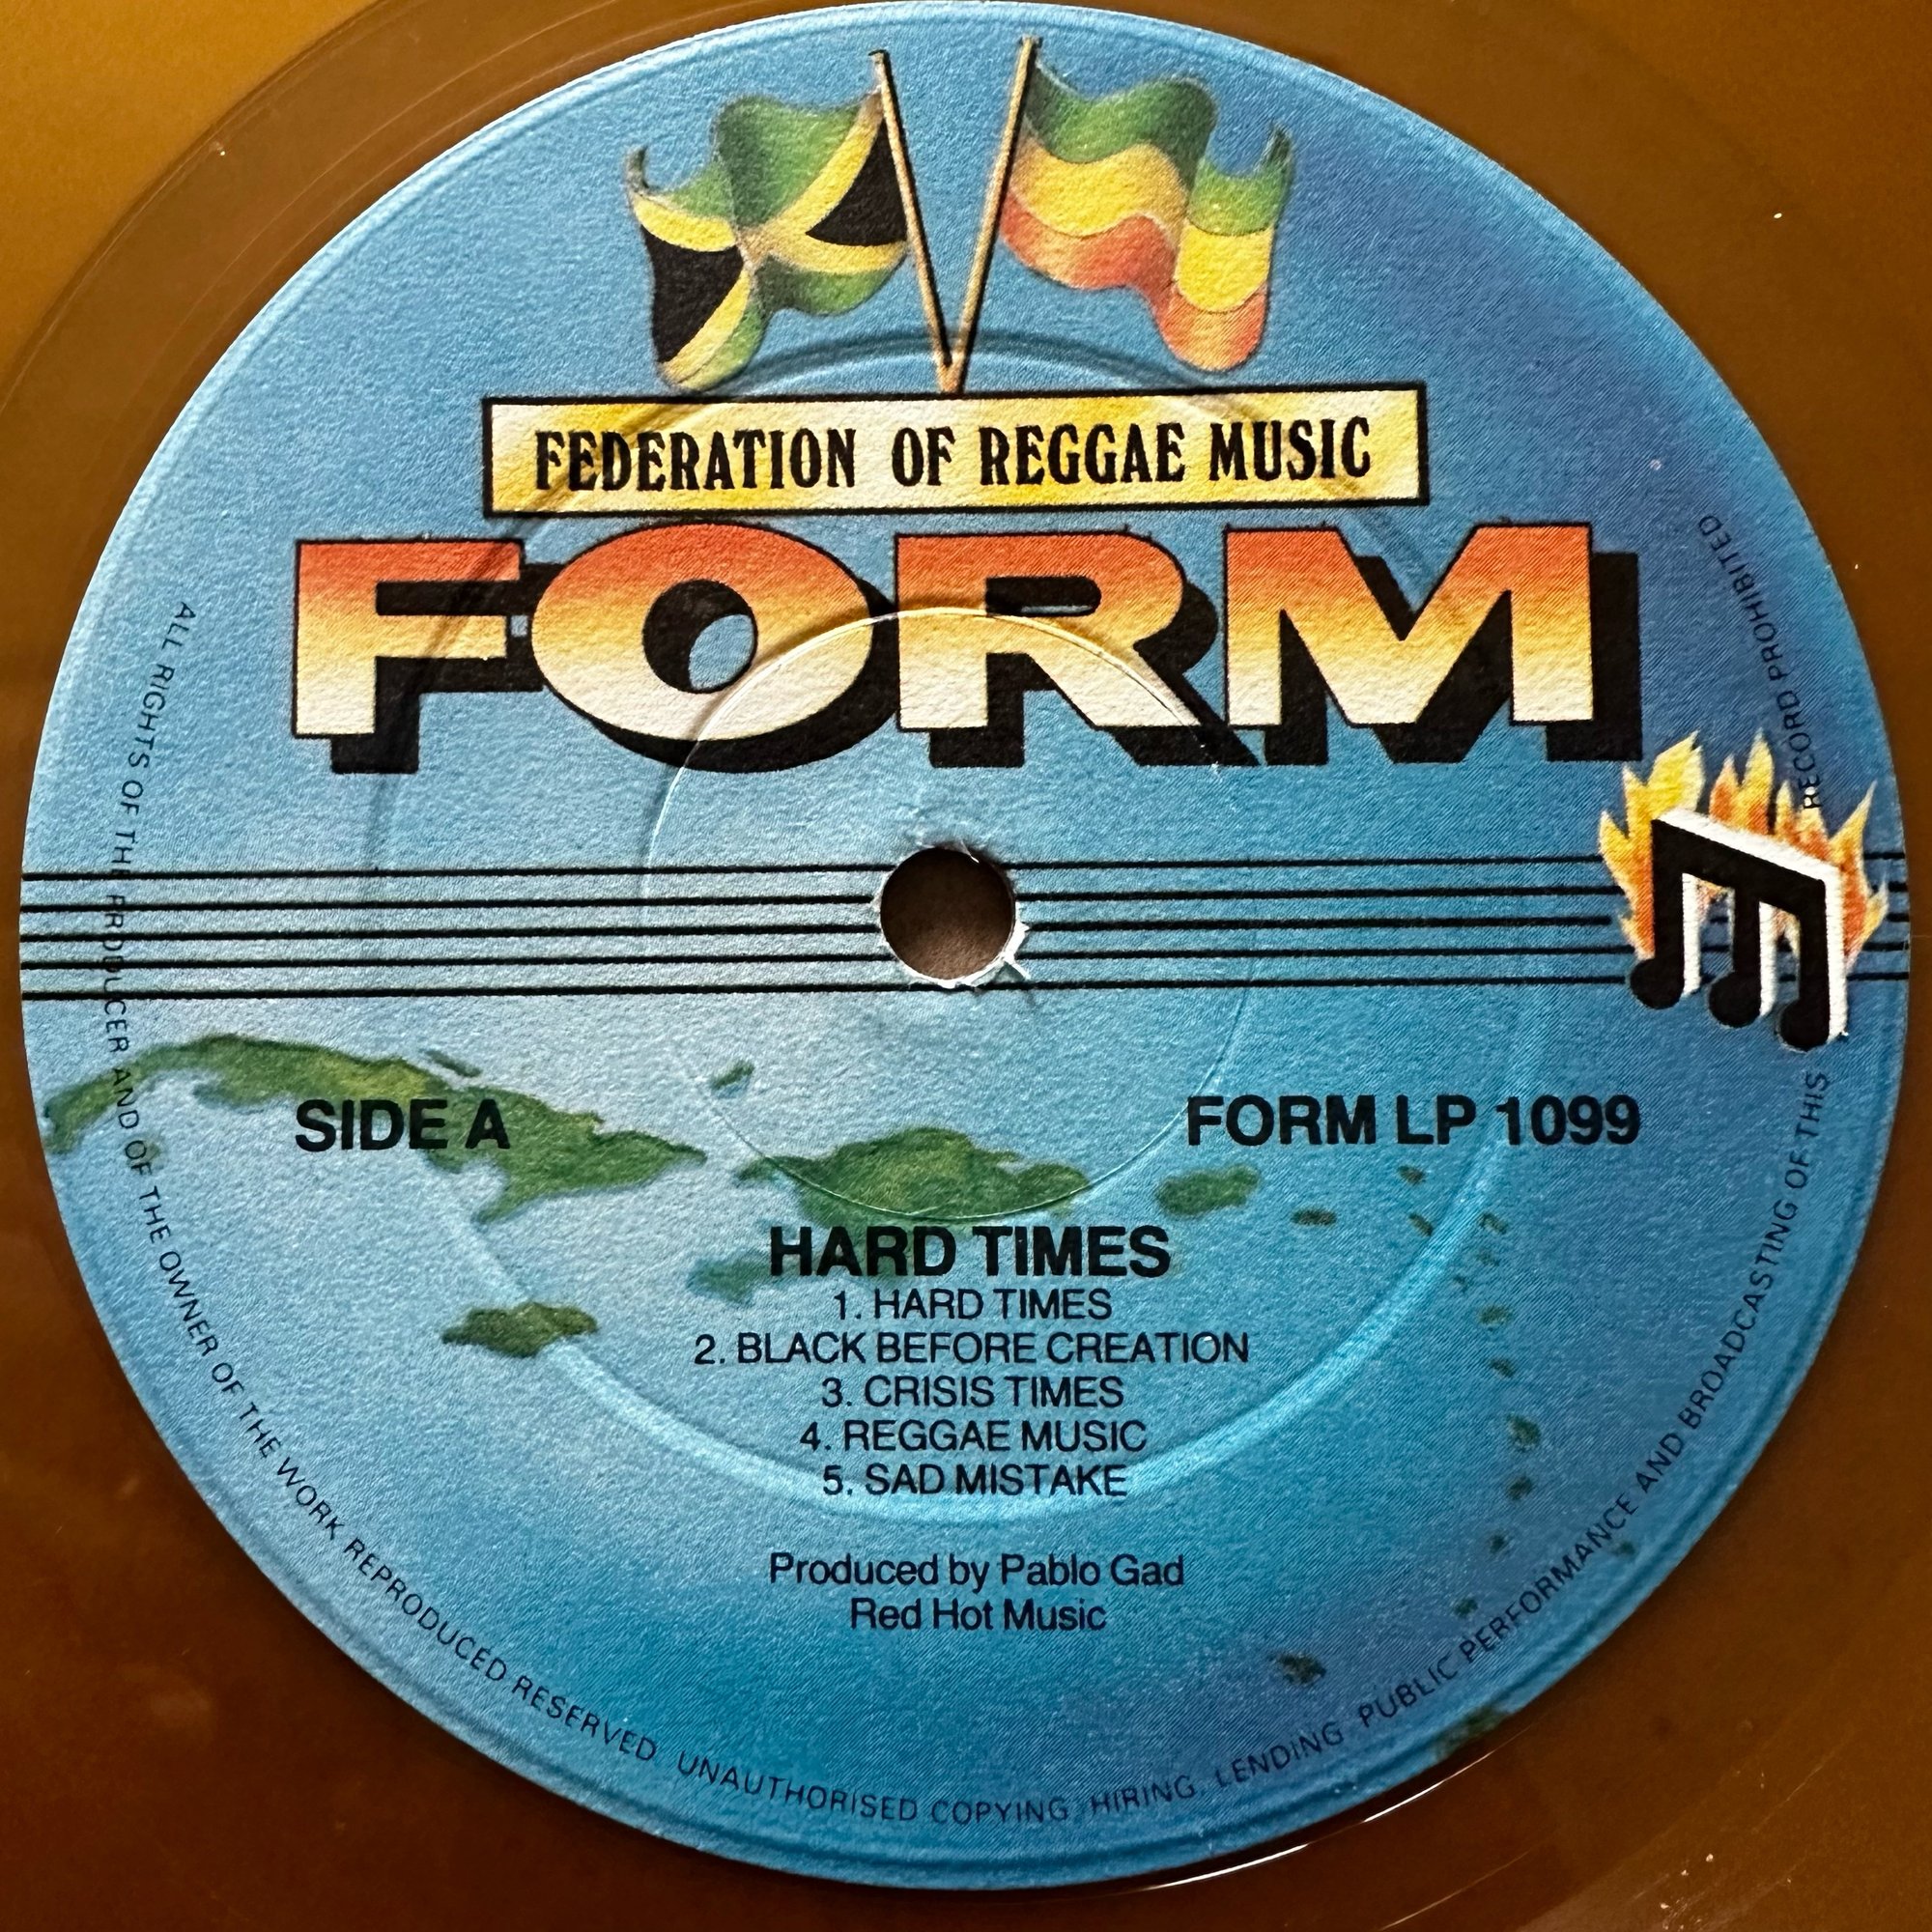 FEDERATION OF REGGAE MUSIC
FORM
SIDE A
FORM LP 1099
HARD TIMES
1. HARD TIMES
2. BLACK BEFORE CREATION
3. CRISIS TIMES
4. REGGAE MUSIC
5. SAD MISTAKE
Produced by Pablo Gad
Red Hot Music
ALL RIGHTS OF THE PRODUCER AND OF THE OWNER OF THE WORK REPRODUCED RESERVED. UNAUTHORISED COPYING, HIRING, LENDING, PUBLIC PERFORMANCE AND BROADCASTING OF THIS RECORD PROHIBITED